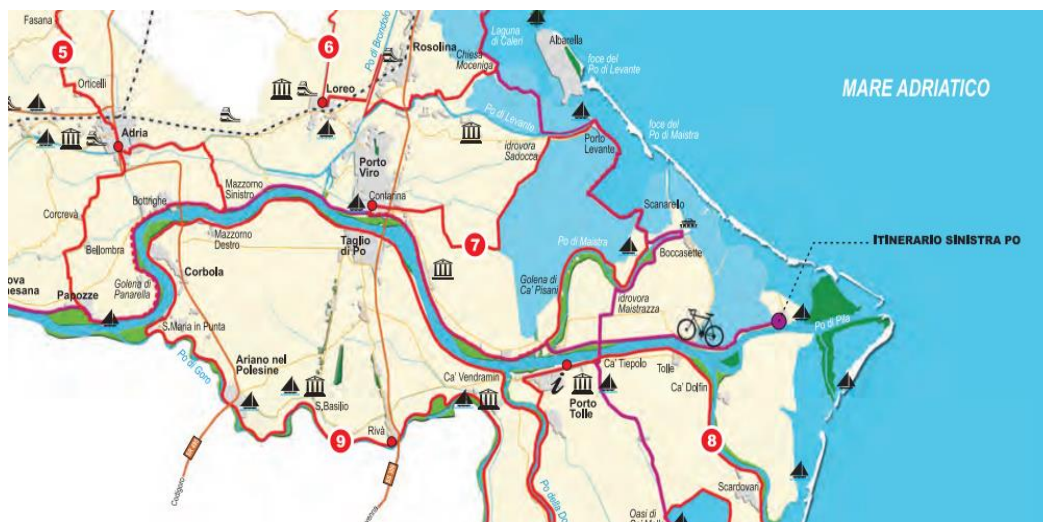 Fasana
5
Orticelli
Adria
Corcrevà
Bellombra
Bottrighe
Papozze
Golena di
Panarella
Mazzorno
Sinistro
Mazzorno
Destro
Corbola
S.Maria in Punta
Po di Goro
Ariano nel
Polesine
S.Basilio
Rivà
9
Codigoro
6
Loreo
Po di Brondolo
Rosolina
Porto
Viro
Contarina
Taglio
di Po
7
Chiesa
Moceniga
Laguna
di Caleri
Albarella
foce del
Po di Levante
Po di Levante
idrovora
Sadocca
Porto
Levante
foce del
Po di Maistra
MARE ADRIATICO
Scanarello
Po di Maistra
Boccasette
Golena di
Ca' Pisani
idrovora
Maistrazza
ITINERARIO SINISTRA PO
Po di Pila
Ca' Vendramin
i
Porto
Tolle
Ca' Tiepolo
Tolle
Ca' Dolfin
8
Scardovari
Oasi di